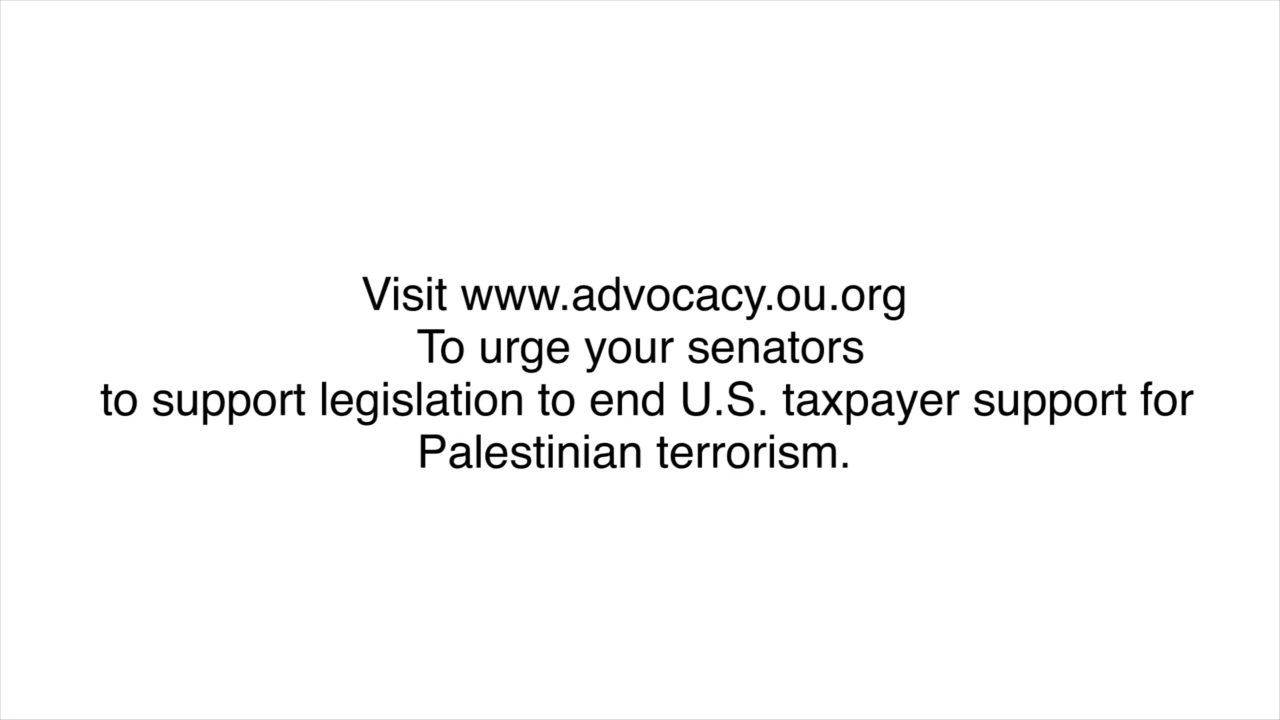 Visit www.advocacy.ou.org
To urge your senators
to support legislation to end U.S. taxpayer support for
Palestinian terrorism.